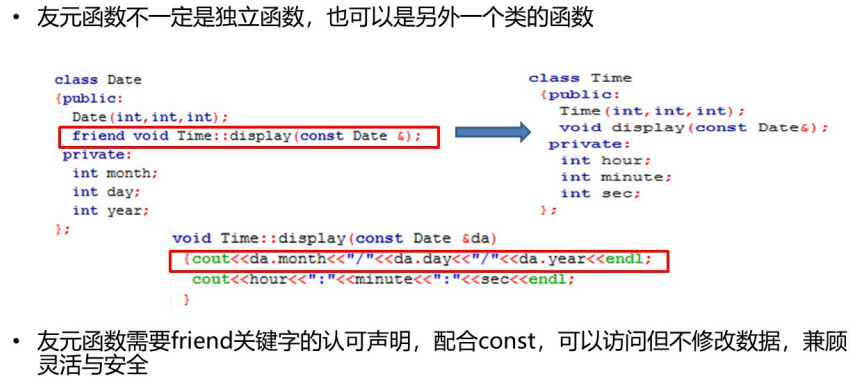 • 友元函数不一定是独立函数，也可以是另外一个类的函数
class Date
{public:
Date(int,int,int);
friend void Time::display(const Date &);
private:
int month;
int day;
int year;
};
class Time
{public:
Time(int,int,int);
void display(const Date&);
private:
int hour;
int minute;
int sec;
};
void Time::display(const Date &da)
{cout<<da.month<<"/"<<da.day<<"/"<<da.year<<endl;
cout<<hour<<":"<<minute<<":"<<sec<<endl;
}
• 友元函数需要friend关键字的认可声明，配合const，可以访问但不修改数据，兼顾
灵活与安全